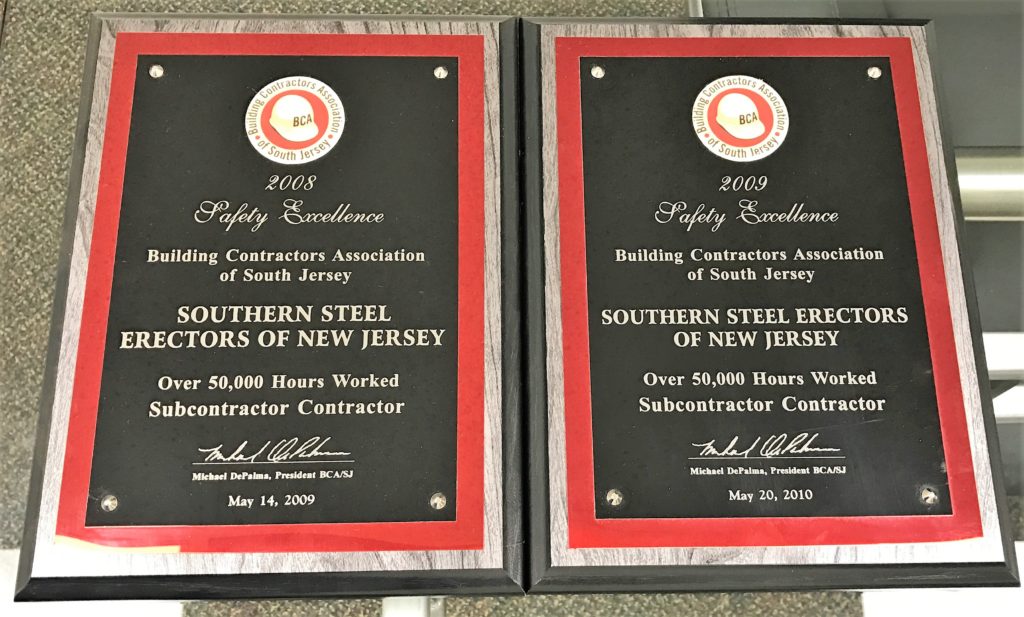 Building Contractors Association
of South Jersey
BCA
2008
Safety Excellence
Building Contractors Association
of South Jersey
SOUTHERN STEEL
ERECTORS OF NEW JERSEY
Over 50,000 Hours Worked
Subcontractor Contractor
Michael DePalma, President BCA/SJ
May 14, 2009
Building Contractors Association
of South Jersey
BCA
2009
Safety Excellence
Building Contractors Association
of South Jersey
SOUTHERN STEEL ERECTORS
OF NEW JERSEY
Over 50,000 Hours Worked
Subcontractor Contractor
Michael DePalma, President BCA/SJ
May 20, 2010